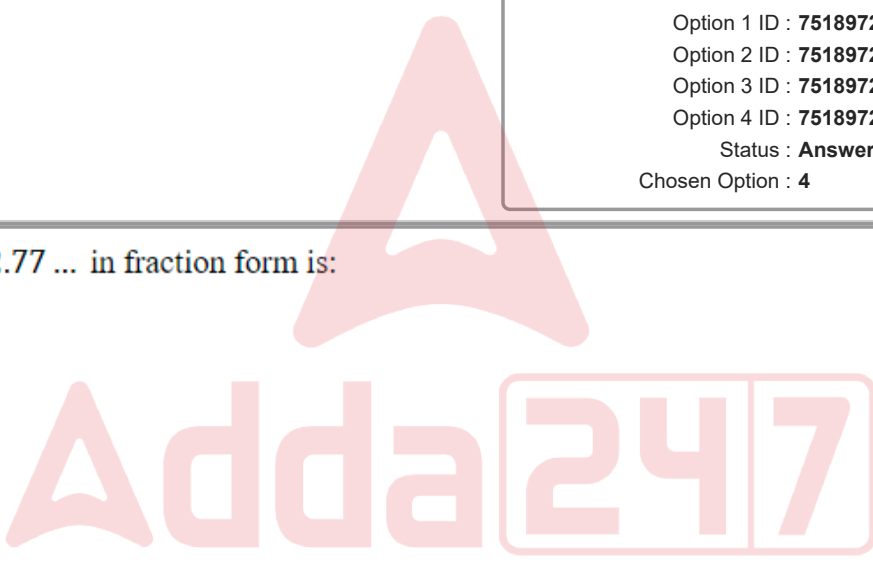 Option 1 ID : 7518972
Option 2 ID : 7518972
Option 3 ID : 7518972
Option 4 ID : 7518972
Status : Answer
Chosen Option : 4
.77 ... in fraction form is:
Adda247